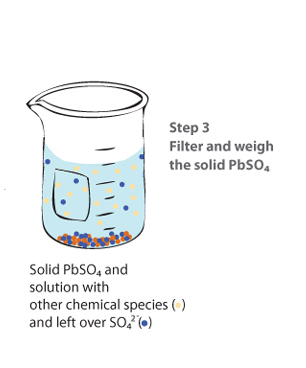 Step 3
Filter and weigh
the solid PbSO₄
Solid PbSO₄ and
solution with
other chemical species ( )
and left over SO₄²⁻( )